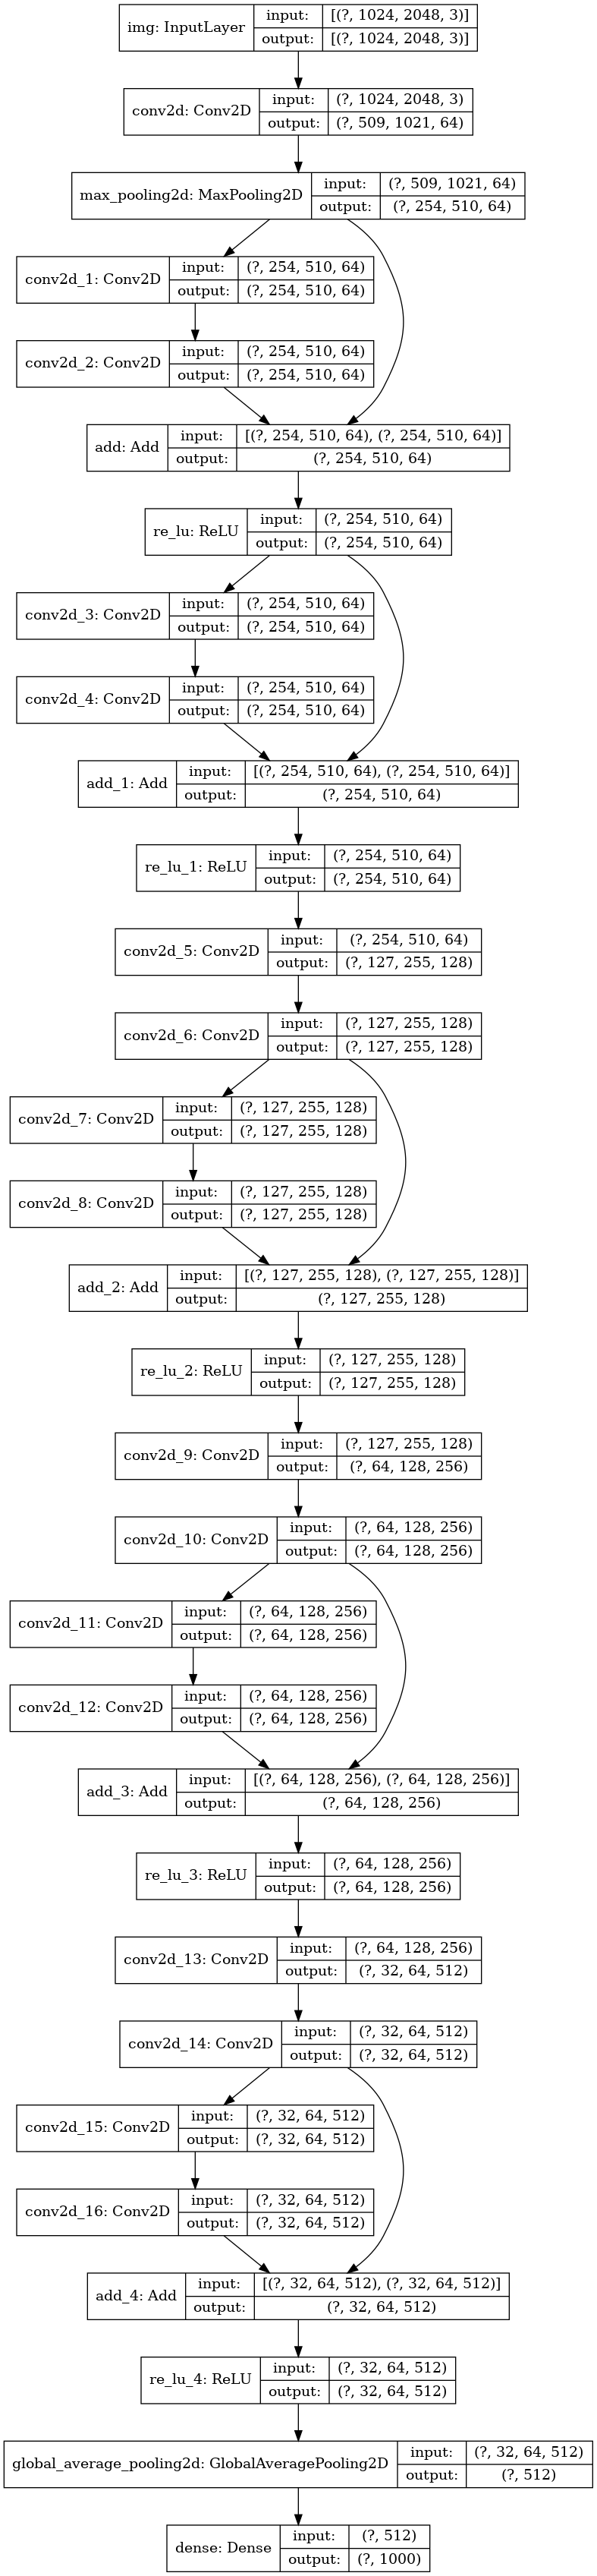 img: InputLayer
input: [(?, 1024, 2048, 3)]
output: [(?, 1024, 2048, 3)]
conv2d: Conv2D
input: (?, 1024, 2048, 3)
output: (?, 509, 1021, 64)
max_pooling2d: MaxPooling2D
input: (?, 509, 1021, 64)
output: (?, 254, 510, 64)
conv2d_1: Conv2D
input: (?, 254, 510, 64)
output: (?, 254, 510, 64)
conv2d_2: Conv2D
input: (?, 254, 510, 64)
output: (?, 254, 510, 64)
add: Add
input: [(?, 254, 510, 64), (?, 254, 510, 64)]
output: (?, 254, 510, 64)
re_lu: ReLU
input: (?, 254, 510, 64)
output: (?, 254, 510, 64)
conv2d_3: Conv2D
input: (?, 254, 510, 64)
output: (?, 254, 510, 64)
conv2d_4: Conv2D
input: (?, 254, 510, 64)
output: (?, 254, 510, 64)
add_1: Add
input: [(?, 254, 510, 64), (?, 254, 510, 64)]
output: (?, 254, 510, 64)
re_lu_1: ReLU
input: (?, 254, 510, 64)
output: (?, 254, 510, 64)
conv2d_5: Conv2D
input: (?, 254, 510, 64)
output: (?, 127, 255, 128)
conv2d_6: Conv2D
input: (?, 127, 255, 128)
output: (?, 127, 255, 128)
conv2d_7: Conv2D
input: (?, 127, 255, 128)
output: (?, 127, 255, 128)
conv2d_8: Conv2D
input: (?, 127, 255, 128)
output: (?, 127, 255, 128)
add_2: Add
input: [(?, 127, 255, 128), (?, 127, 255, 128)]
output: (?, 127, 255, 128)
re_lu_2: ReLU
input: (?, 127, 255, 128)
output: (?, 127, 255, 128)
conv2d_9: Conv2D
input: (?, 127, 255, 128)
output: (?, 64, 128, 256)
conv2d_10: Conv2D
input: (?, 64, 128, 256)
output: (?, 64, 128, 256)
conv2d_11: Conv2D
input: (?, 64, 128, 256)
output: (?, 64, 128, 256)
conv2d_12: Conv2D
input: (?, 64, 128, 256)
output: (?, 64, 128, 256)
add_3: Add
input: [(?, 64, 128, 256), (?, 64, 128, 256)]
output: (?, 64, 128, 256)
re_lu_3: ReLU
input: (?, 64, 128, 256)
output: (?, 64, 128, 256)
conv2d_13: Conv2D
input: (?, 64, 128, 256)
output: (?, 32, 64, 512)
conv2d_14: Conv2D
input: (?, 32, 64, 512)
output: (?, 32, 64, 512)
conv2d_15: Conv2D
input: (?, 32, 64, 512)
output: (?, 32, 64, 512)
conv2d_16: Conv2D
input: (?, 32, 64, 512)
output: (?, 32, 64, 512)
add_4: Add
input: [(?, 32, 64, 512), (?, 32, 64, 512)]
output: (?, 32, 64, 512)
re_lu_4: ReLU
input: (?, 32, 64, 512)
output: (?, 32, 64, 512)
global_average_pooling2d: GlobalAveragePooling2D
input: (?, 32, 64, 512)
output: (?, 512)
dense: Dense
input: (?, 512)
output: (?, 1000)